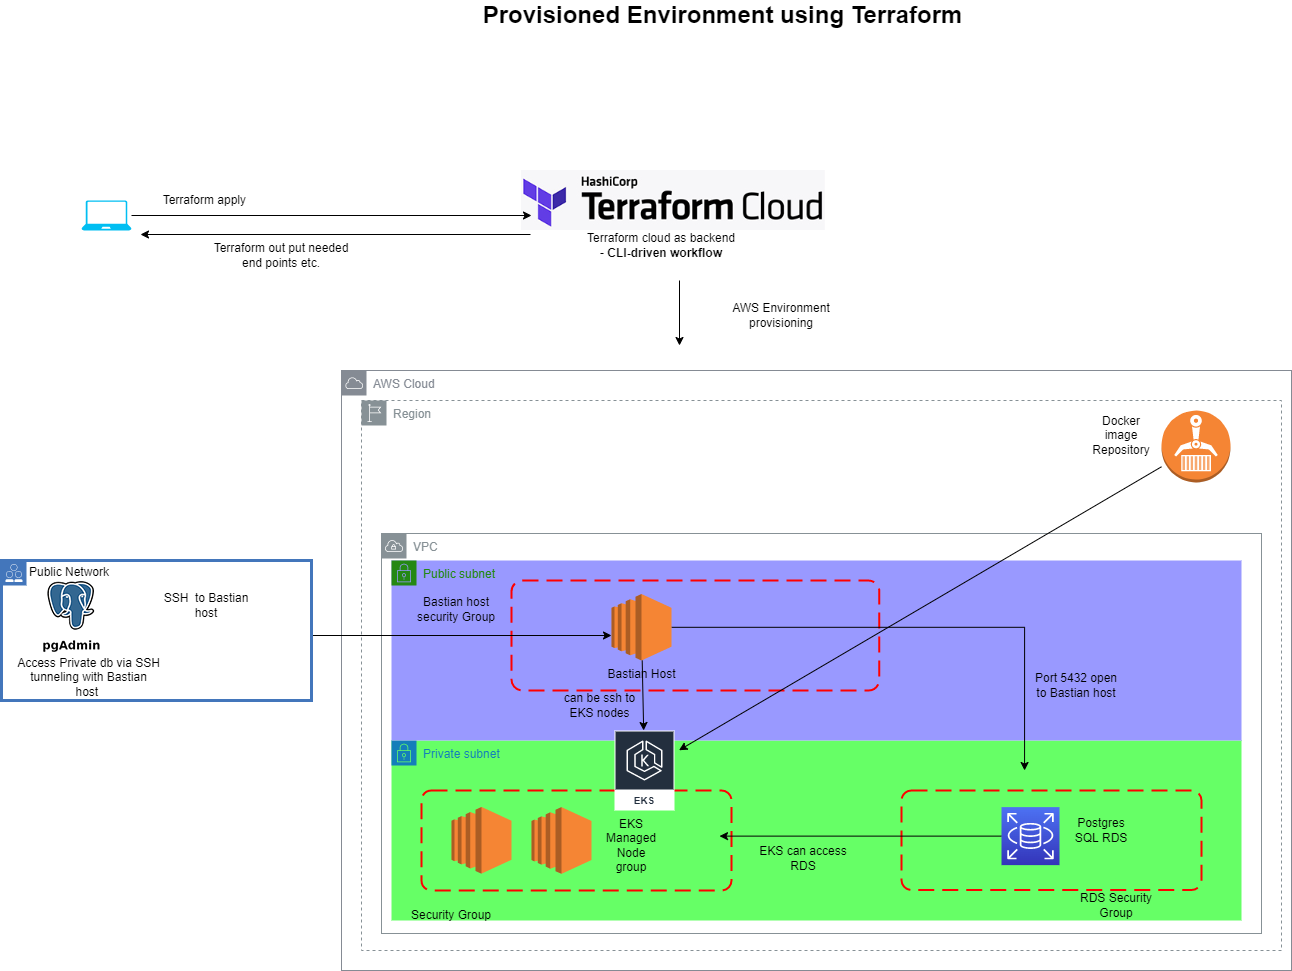 Provisioned Environment using Terraform
HashiCorp
Terraform Cloud
Terraform apply
Terraform out put needed
end points etc.
Terraform cloud as backend
- CLI-driven workflow
AWS Environment
provisioning
AWS Cloud
Region
Docker
image
Repository
VPC
Public Network
pgAdmin
Access Private db via SSH
tunneling with Bastian
host
SSH to Bastian
host
Public subnet
Bastian host
security Group
Bastian Host
can be ssh to
EKS nodes
Port 5432 open
to Bastian host
Private subnet
K
EKS
EKS
Managed
Node
group
Security Group
EKS can access
RDS
Postgres
SQL RDS
RDS Security
Group